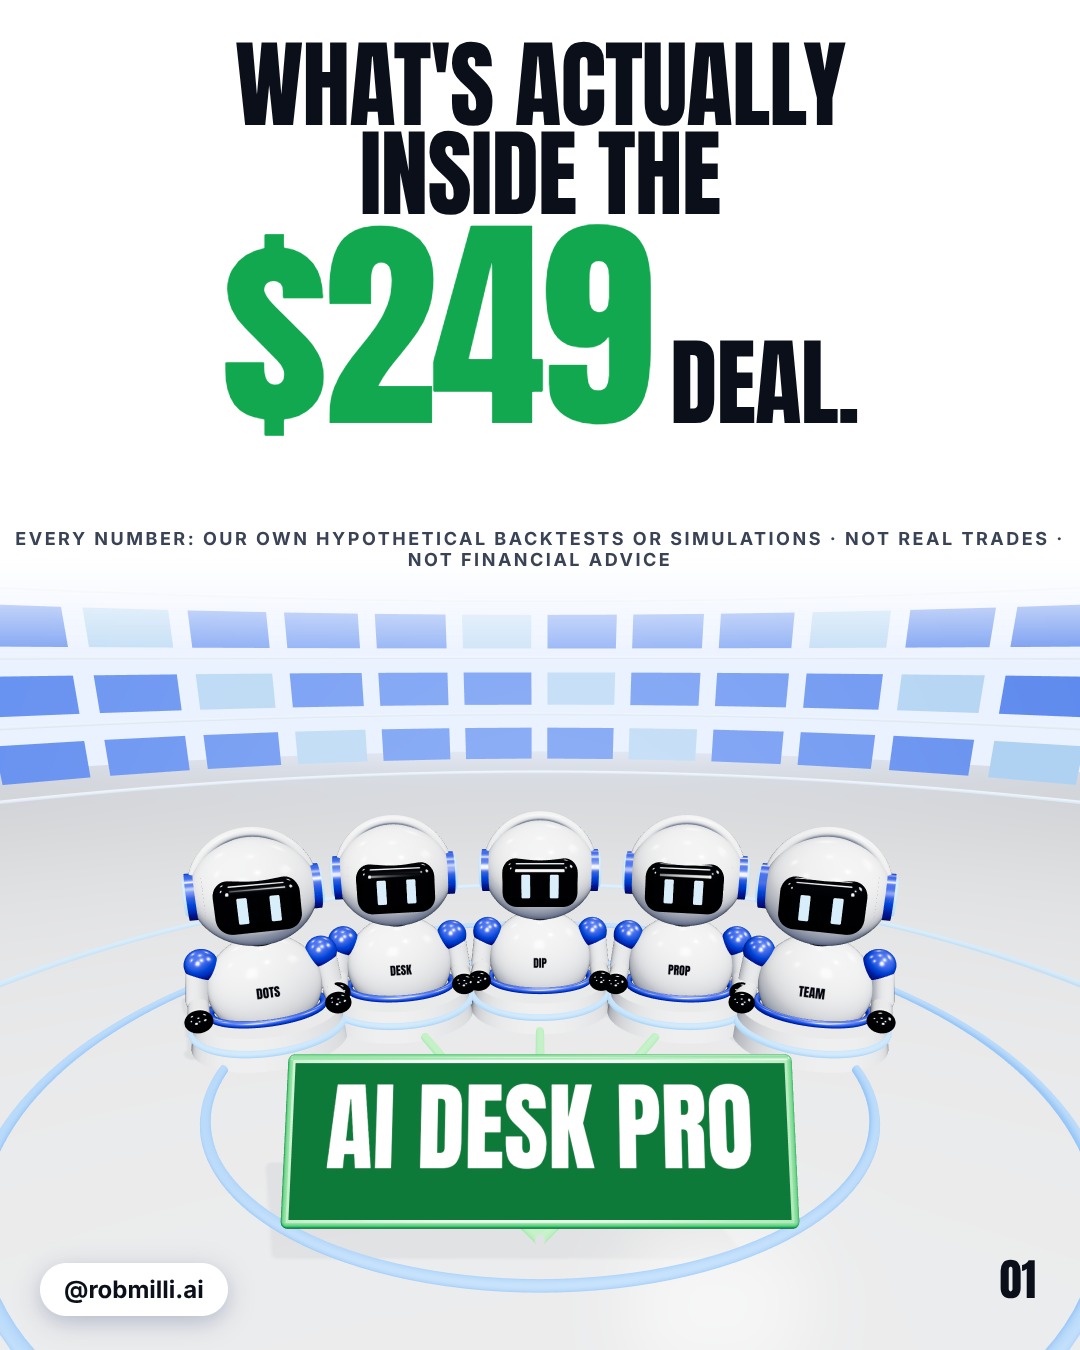 WHAT'S ACTUALLY
INSIDE THE
$249 DEAL.
EVERY NUMBER: OUR OWN HYPOTHETICAL BACKTESTS OR SIMULATIONS · NOT REAL TRADES ·
NOT FINANCIAL ADVICE
DOTS
DESK
DIP
PROP
TEAM
AI DESK PRO
@robmilli.ai
01